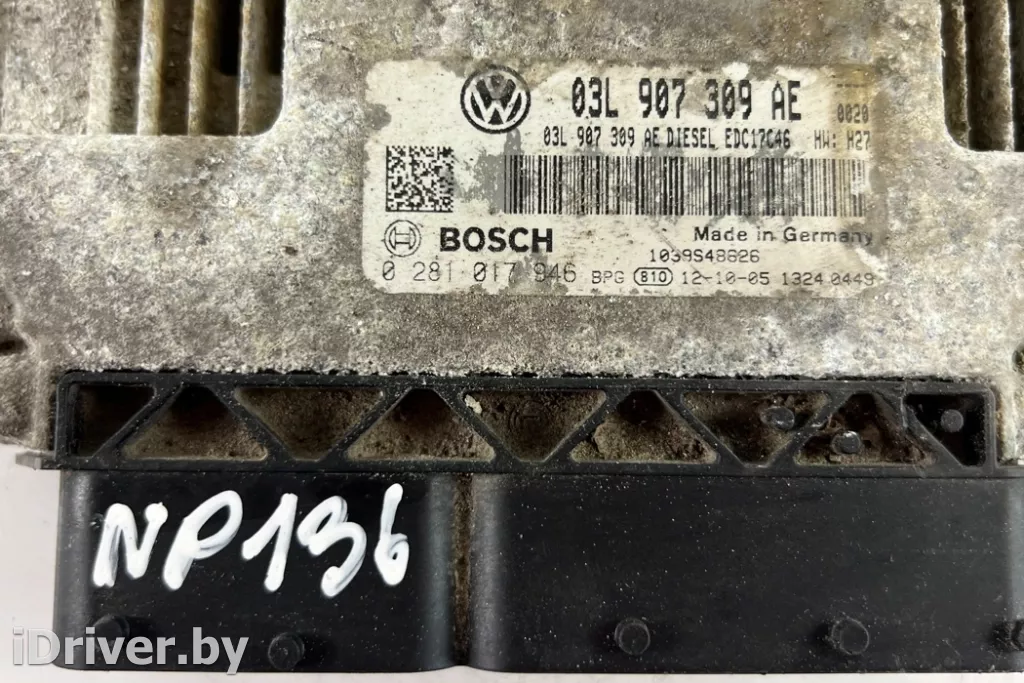 03L 907 309 AE
0020
03L 907 309 AE DIESEL EDC17C46 HW: H27
BOSCH
Made in Germany
1039S48826
0 281 017 946 BPG 810 12-10-05 1324 0449
NP136
iDriver.by